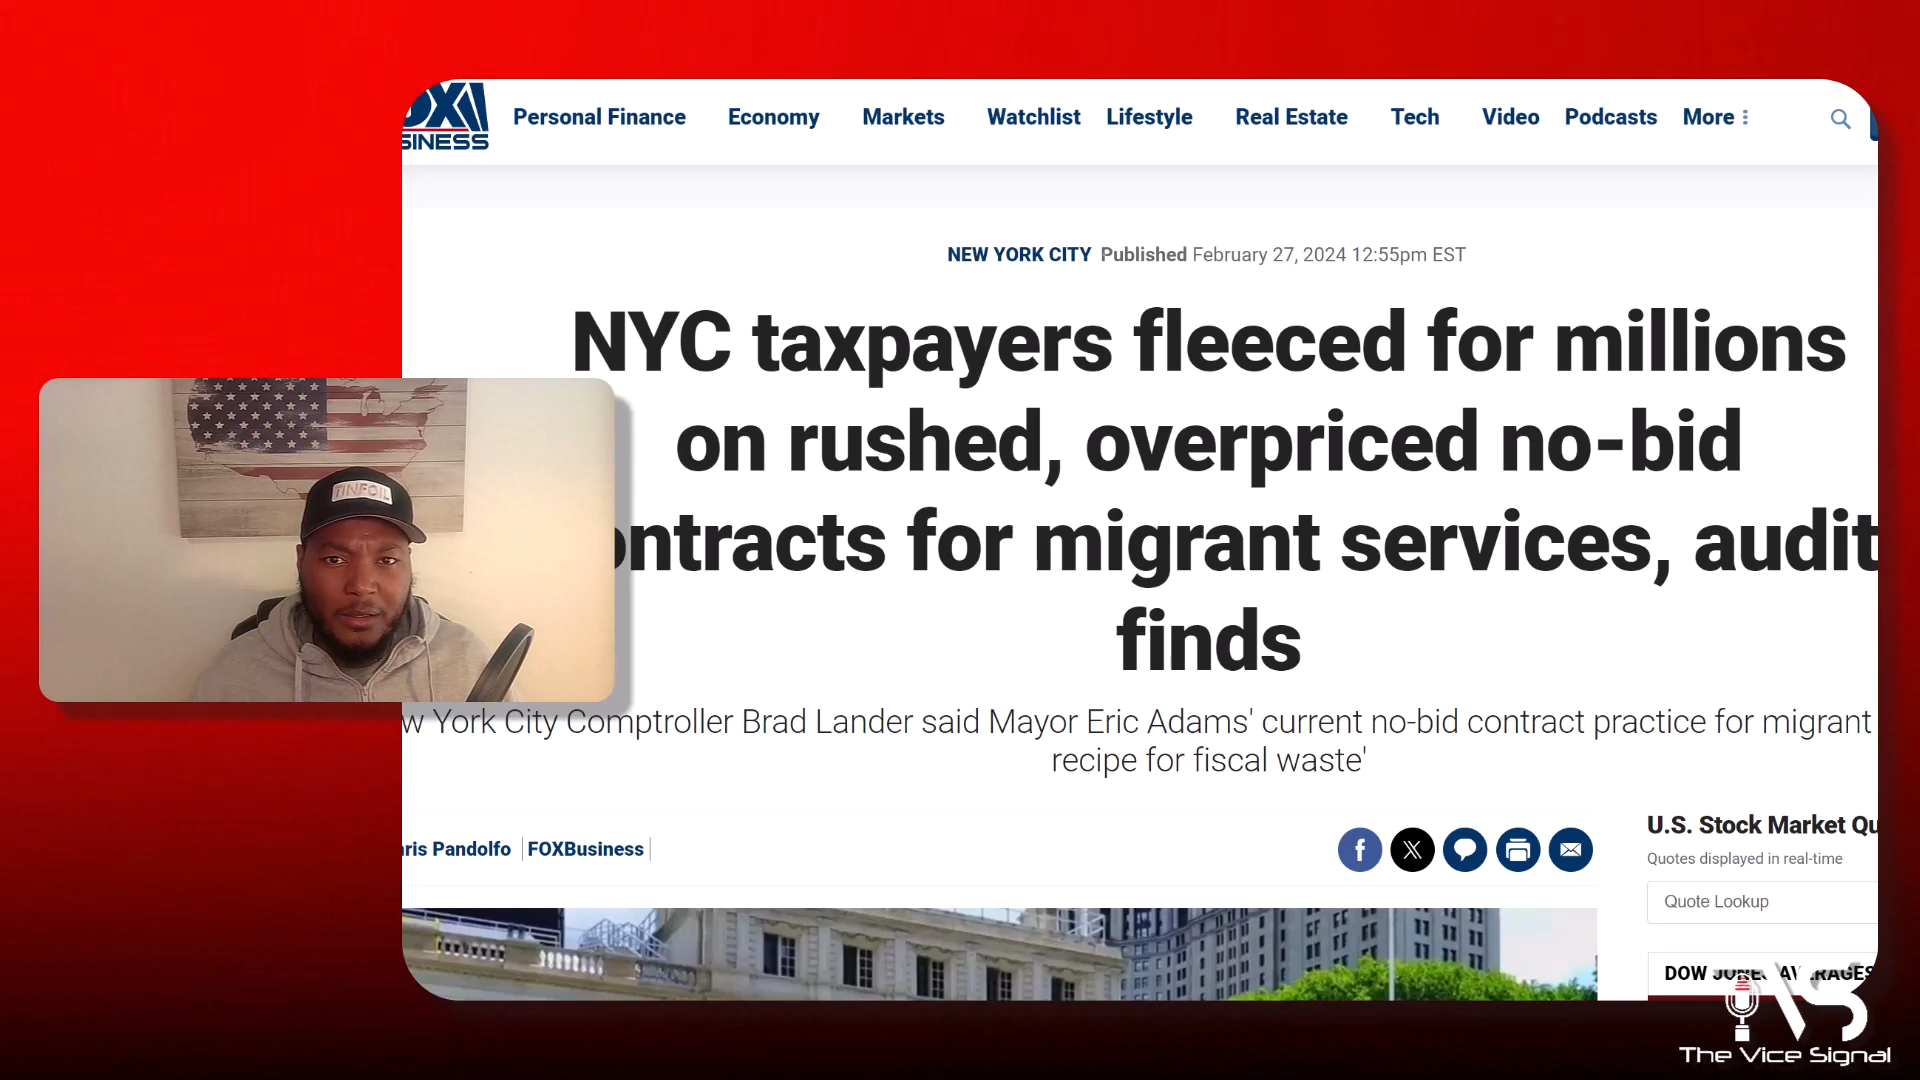 SINESS
Personal Finance Economy Markets Watchlist Lifestyle Real Estate Tech Video Podcasts More
NEW YORK CITY Published February 27, 2024 12:55pm EST
NYC taxpayers fleeced for millions
on rushed, overpriced no-bid
ontracts for migrant services, audit
finds
w York City Comptroller Brad Lander said Mayor Eric Adams' current no-bid contract practice for migrant
recipe for fiscal waste'
ris Pandolfo FOXBusiness
U.S. Stock Market Qu
Quotes displayed in real-time
Quote Lookup
DOW JONES AVERAGES
TINFOIL
VS
The Vice Signal